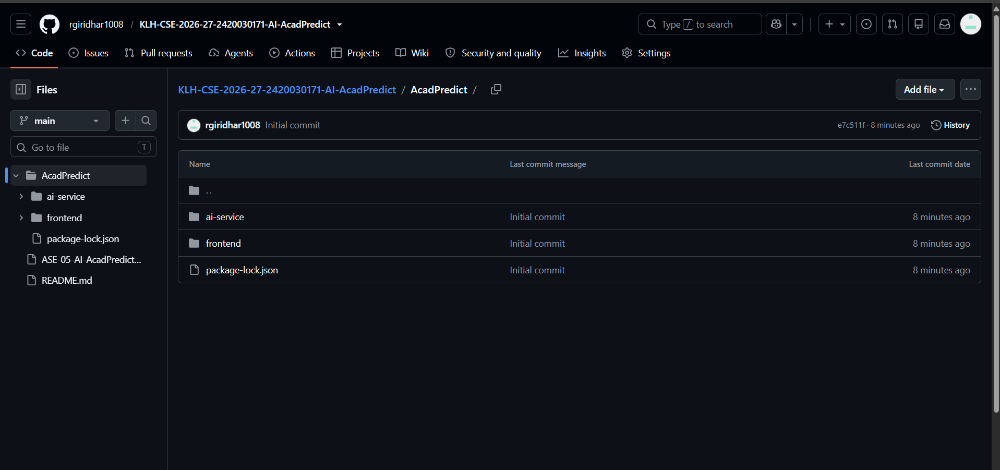 rgiridhar1008 / KLH-CSE-2026-27-2420030171-AI-AcadPredict
Type / to search
Code Issues Pull requests Agents Actions Projects Wiki Security and quality Insights Settings
Files
main
Go to file T
AcadPredict
ai-service
frontend
package-lock.json
ASE-05-AI-AcadPredict...
README.md
KLH-CSE-2026-27-2420030171-AI-AcadPredict / AcadPredict /
Add file
rgiridhar1008 Initial commit e7c511f · 8 minutes ago History
Name Last commit message Last commit date
..
ai-service Initial commit 8 minutes ago
frontend Initial commit 8 minutes ago
package-lock.json Initial commit 8 minutes ago